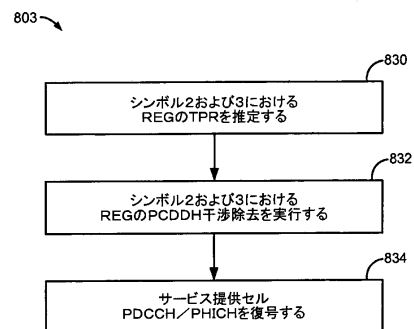 803
830
シンボル2および3における
REGのTPRを推定する
832
シンボル2および3における
REGのPCDDH干渉除去を実行する
834
サービス提供セル
PDCCH／PHICHを復号する